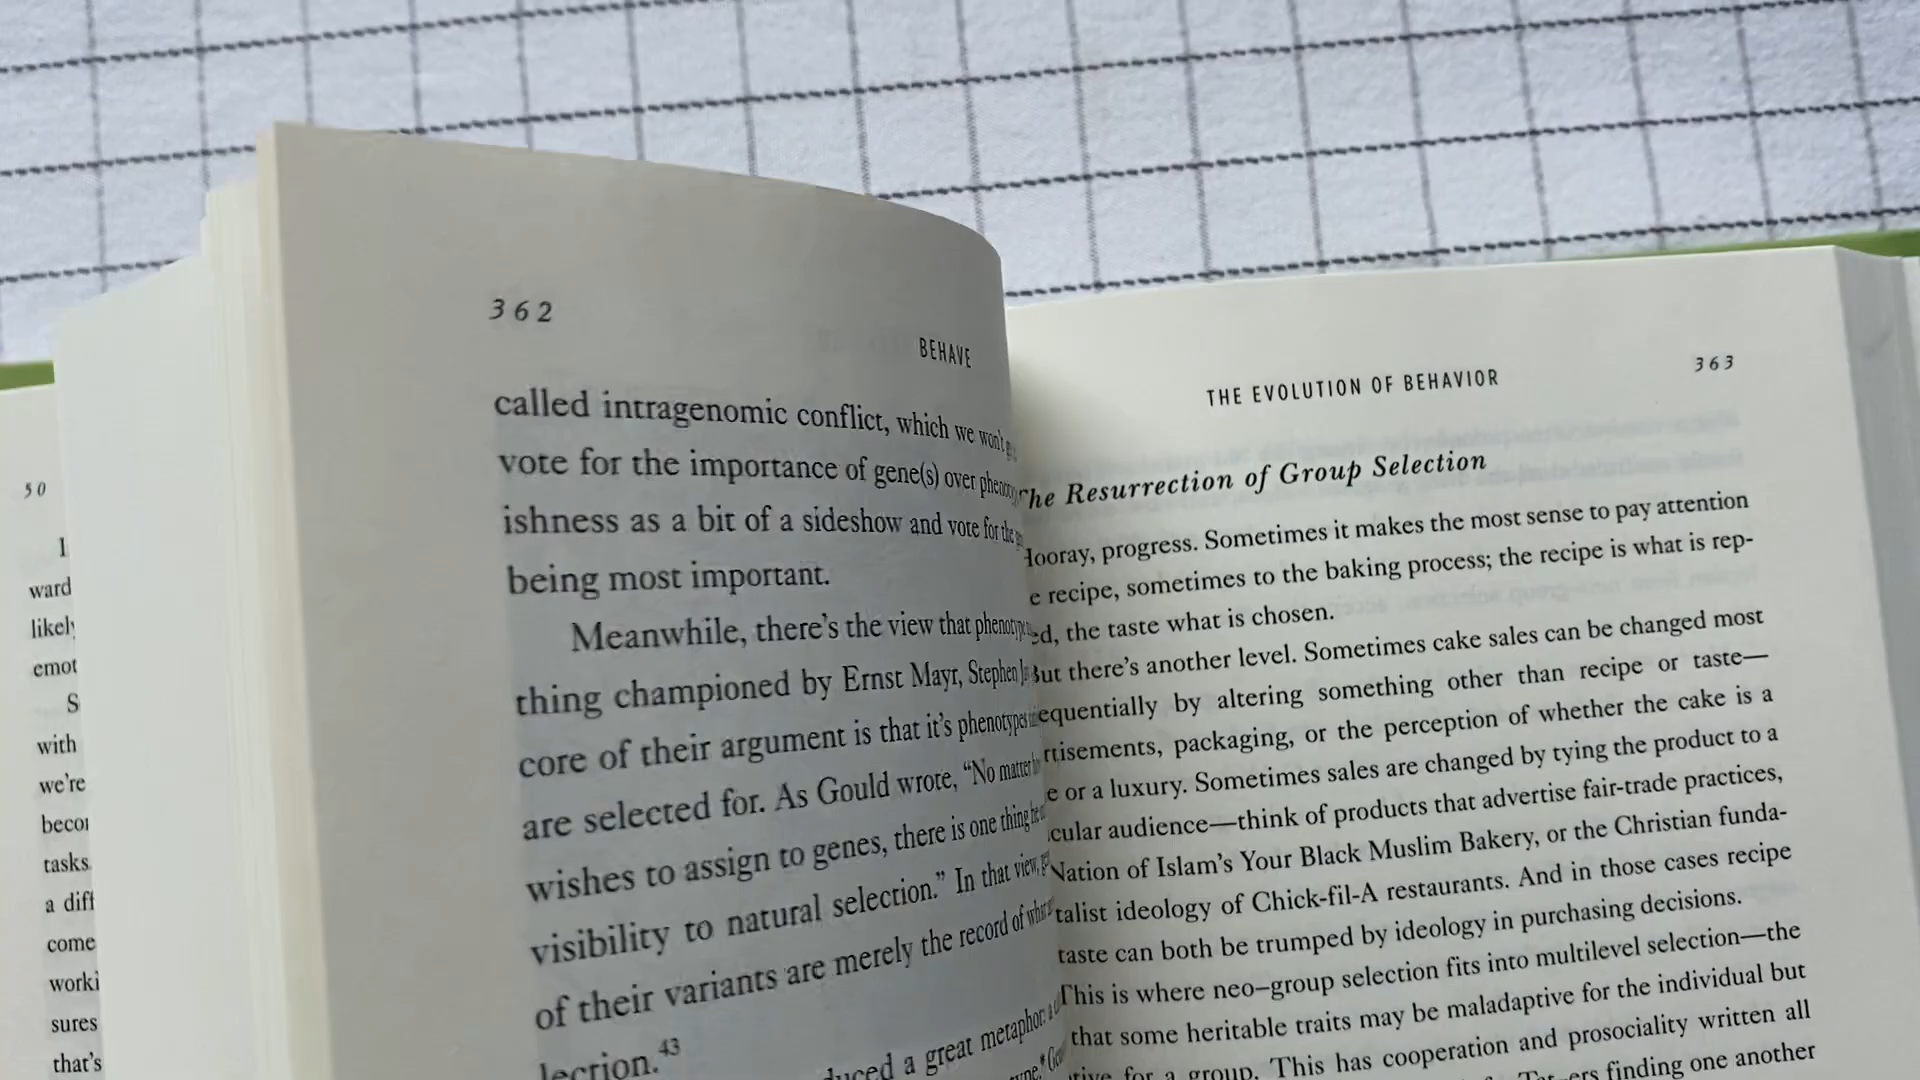 50
1
ward
likely
emot
S
with
we're
becor
tasks.
a diff
come
worki
sures
that's
362
BEHAVE
called intragenomic conflict, which we won't
vote for the importance of gene(s) over
ishness as a bit of a sideshow and vote for the
being most important.
Meanwhile, there's the view that
thing championed by Ernst Mayr, Stephen
core of their argument is that it's phenotypes
are selected for. As Gould wrote, “No matter
wishes to assign to genes, there is one thing
visibility to natural selection.” In that view,
of their variants are merely the record of
lection.43
duced a great metaphor:
THE EVOLUTION OF BEHAVIOR
363
The Resurrection of Group Selection
Hooray, progress. Sometimes it makes the most sense to pay attention
e recipe, sometimes to the baking process; the recipe is what is rep-
ed, the taste what is chosen.
But there's another level. Sometimes cake sales can be changed most
equentially by altering something other than recipe or taste—
rtisements, packaging, or the perception of whether the cake is a
e or a luxury. Sometimes sales are changed by tying the product to a
icular audience—think of products that advertise fair-trade practices,
Nation of Islam's Your Black Muslim Bakery, or the Christian funda-
talist ideology of Chick-fil-A restaurants. And in those cases recipe
taste can both be trumped by ideology in purchasing decisions.
This is where neo–group selection fits into multilevel selection—the
that some heritable traits may be maladaptive for the individual but
tive for a group. This has cooperation and prosociality written all
finding one another